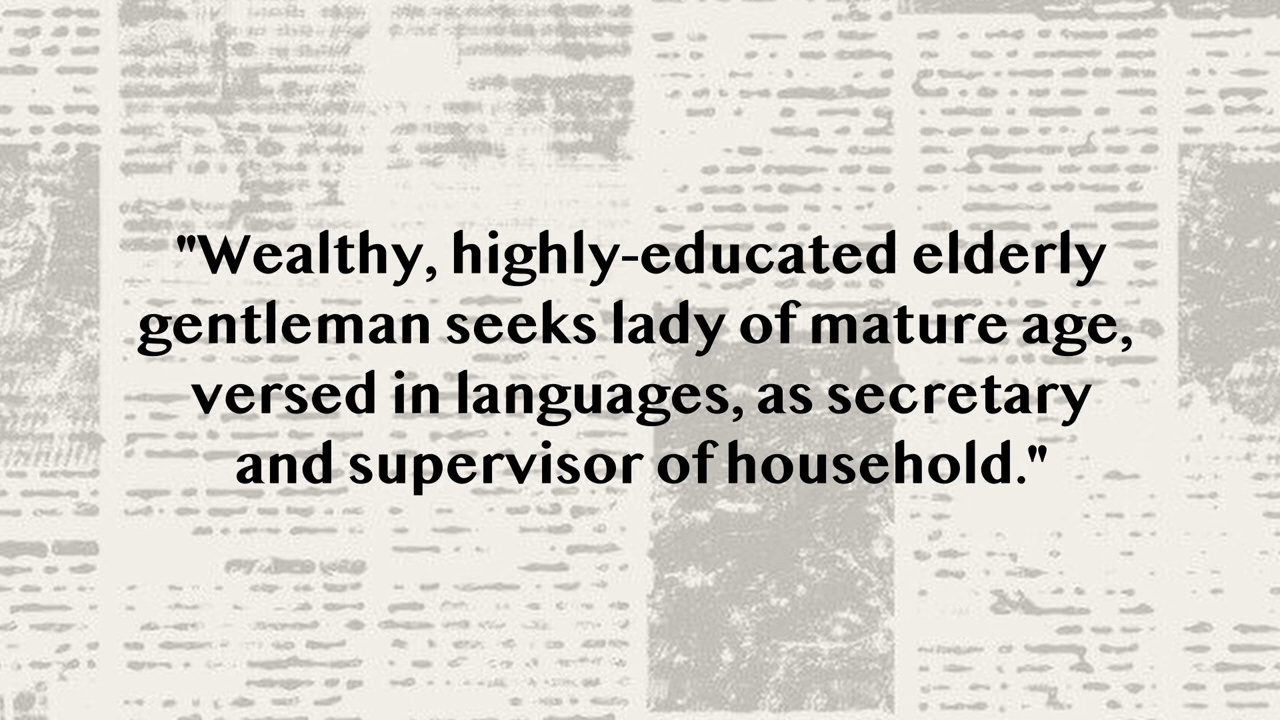 "Wealthy, highly-educated elderly
gentleman seeks lady of mature age,
versed in languages, as secretary
and supervisor of household."